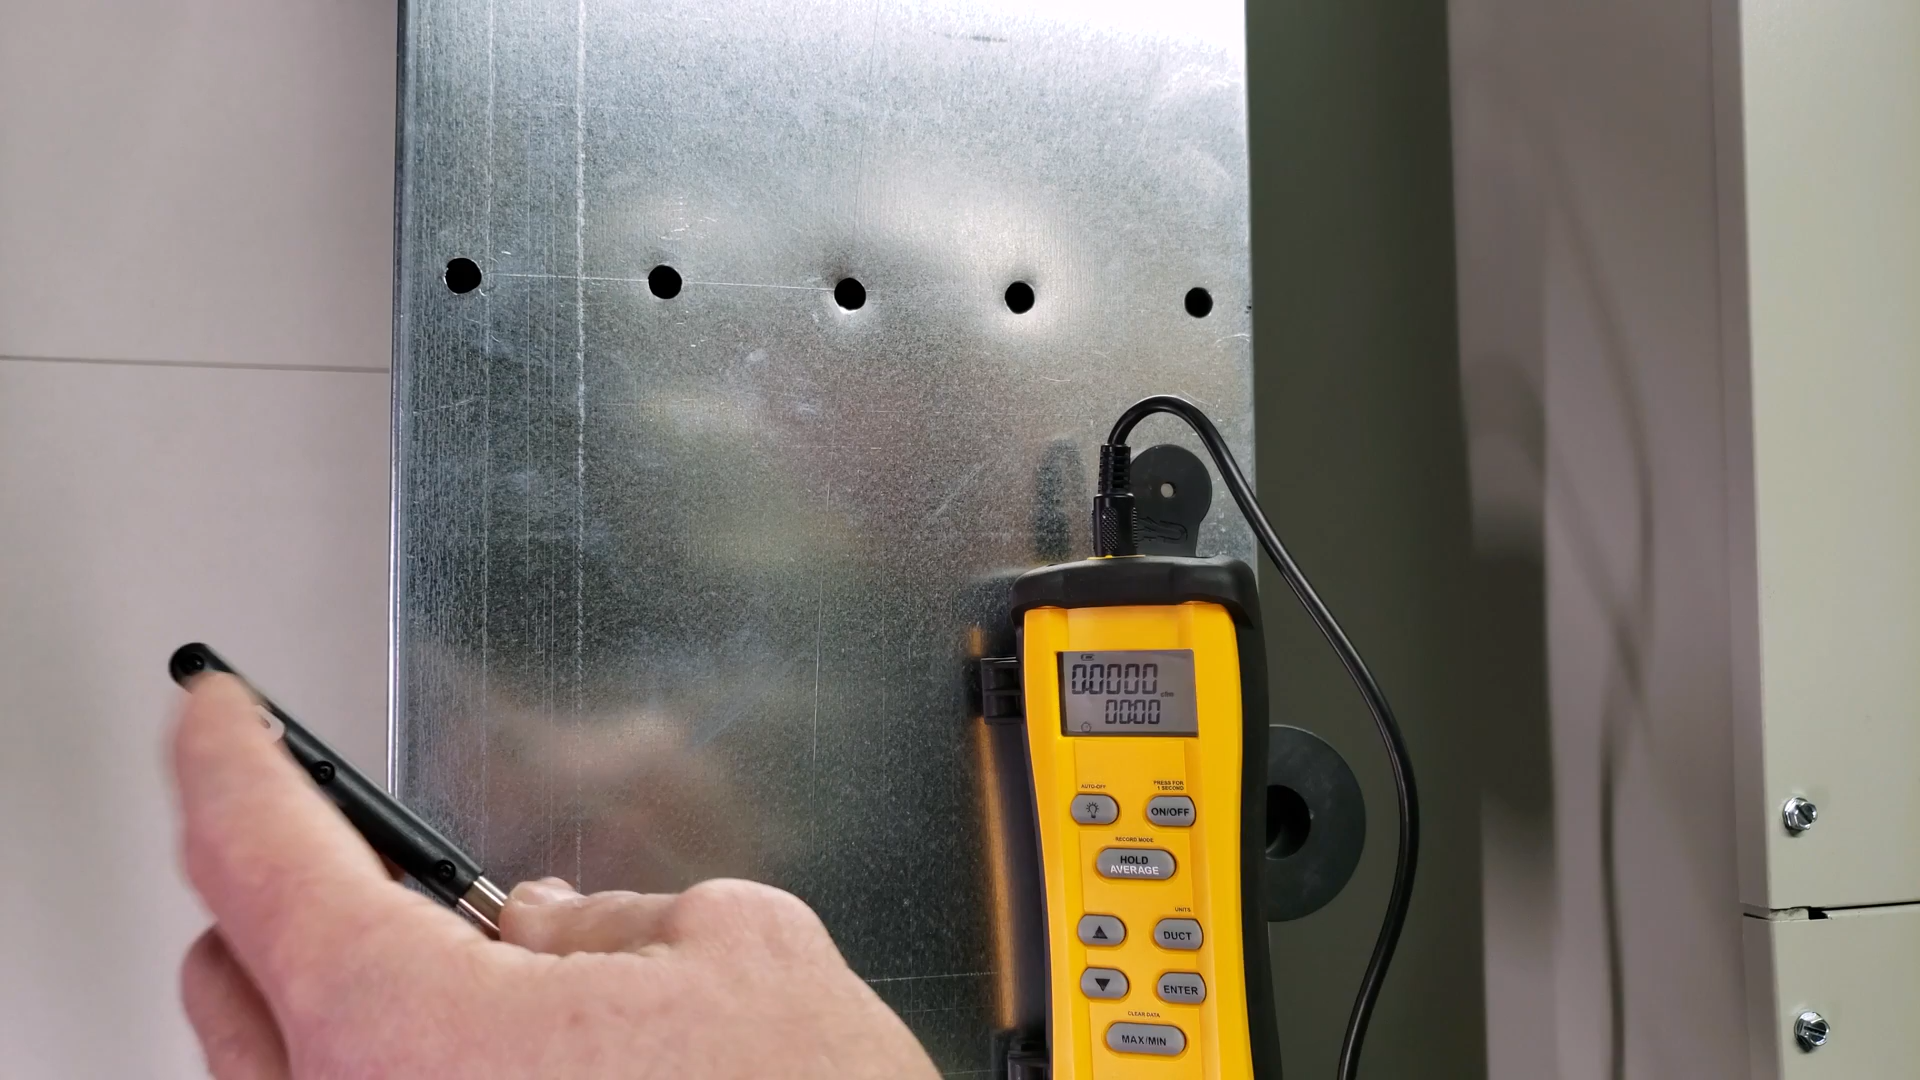 00000 cfm
0000
AUTO-OFF
PRESS FOR
1 SECOND
ON/OFF
RECORD MODE
HOLD
AVERAGE
UNITS
DUCT
ENTER
CLEAR DATA
MAX/MIN